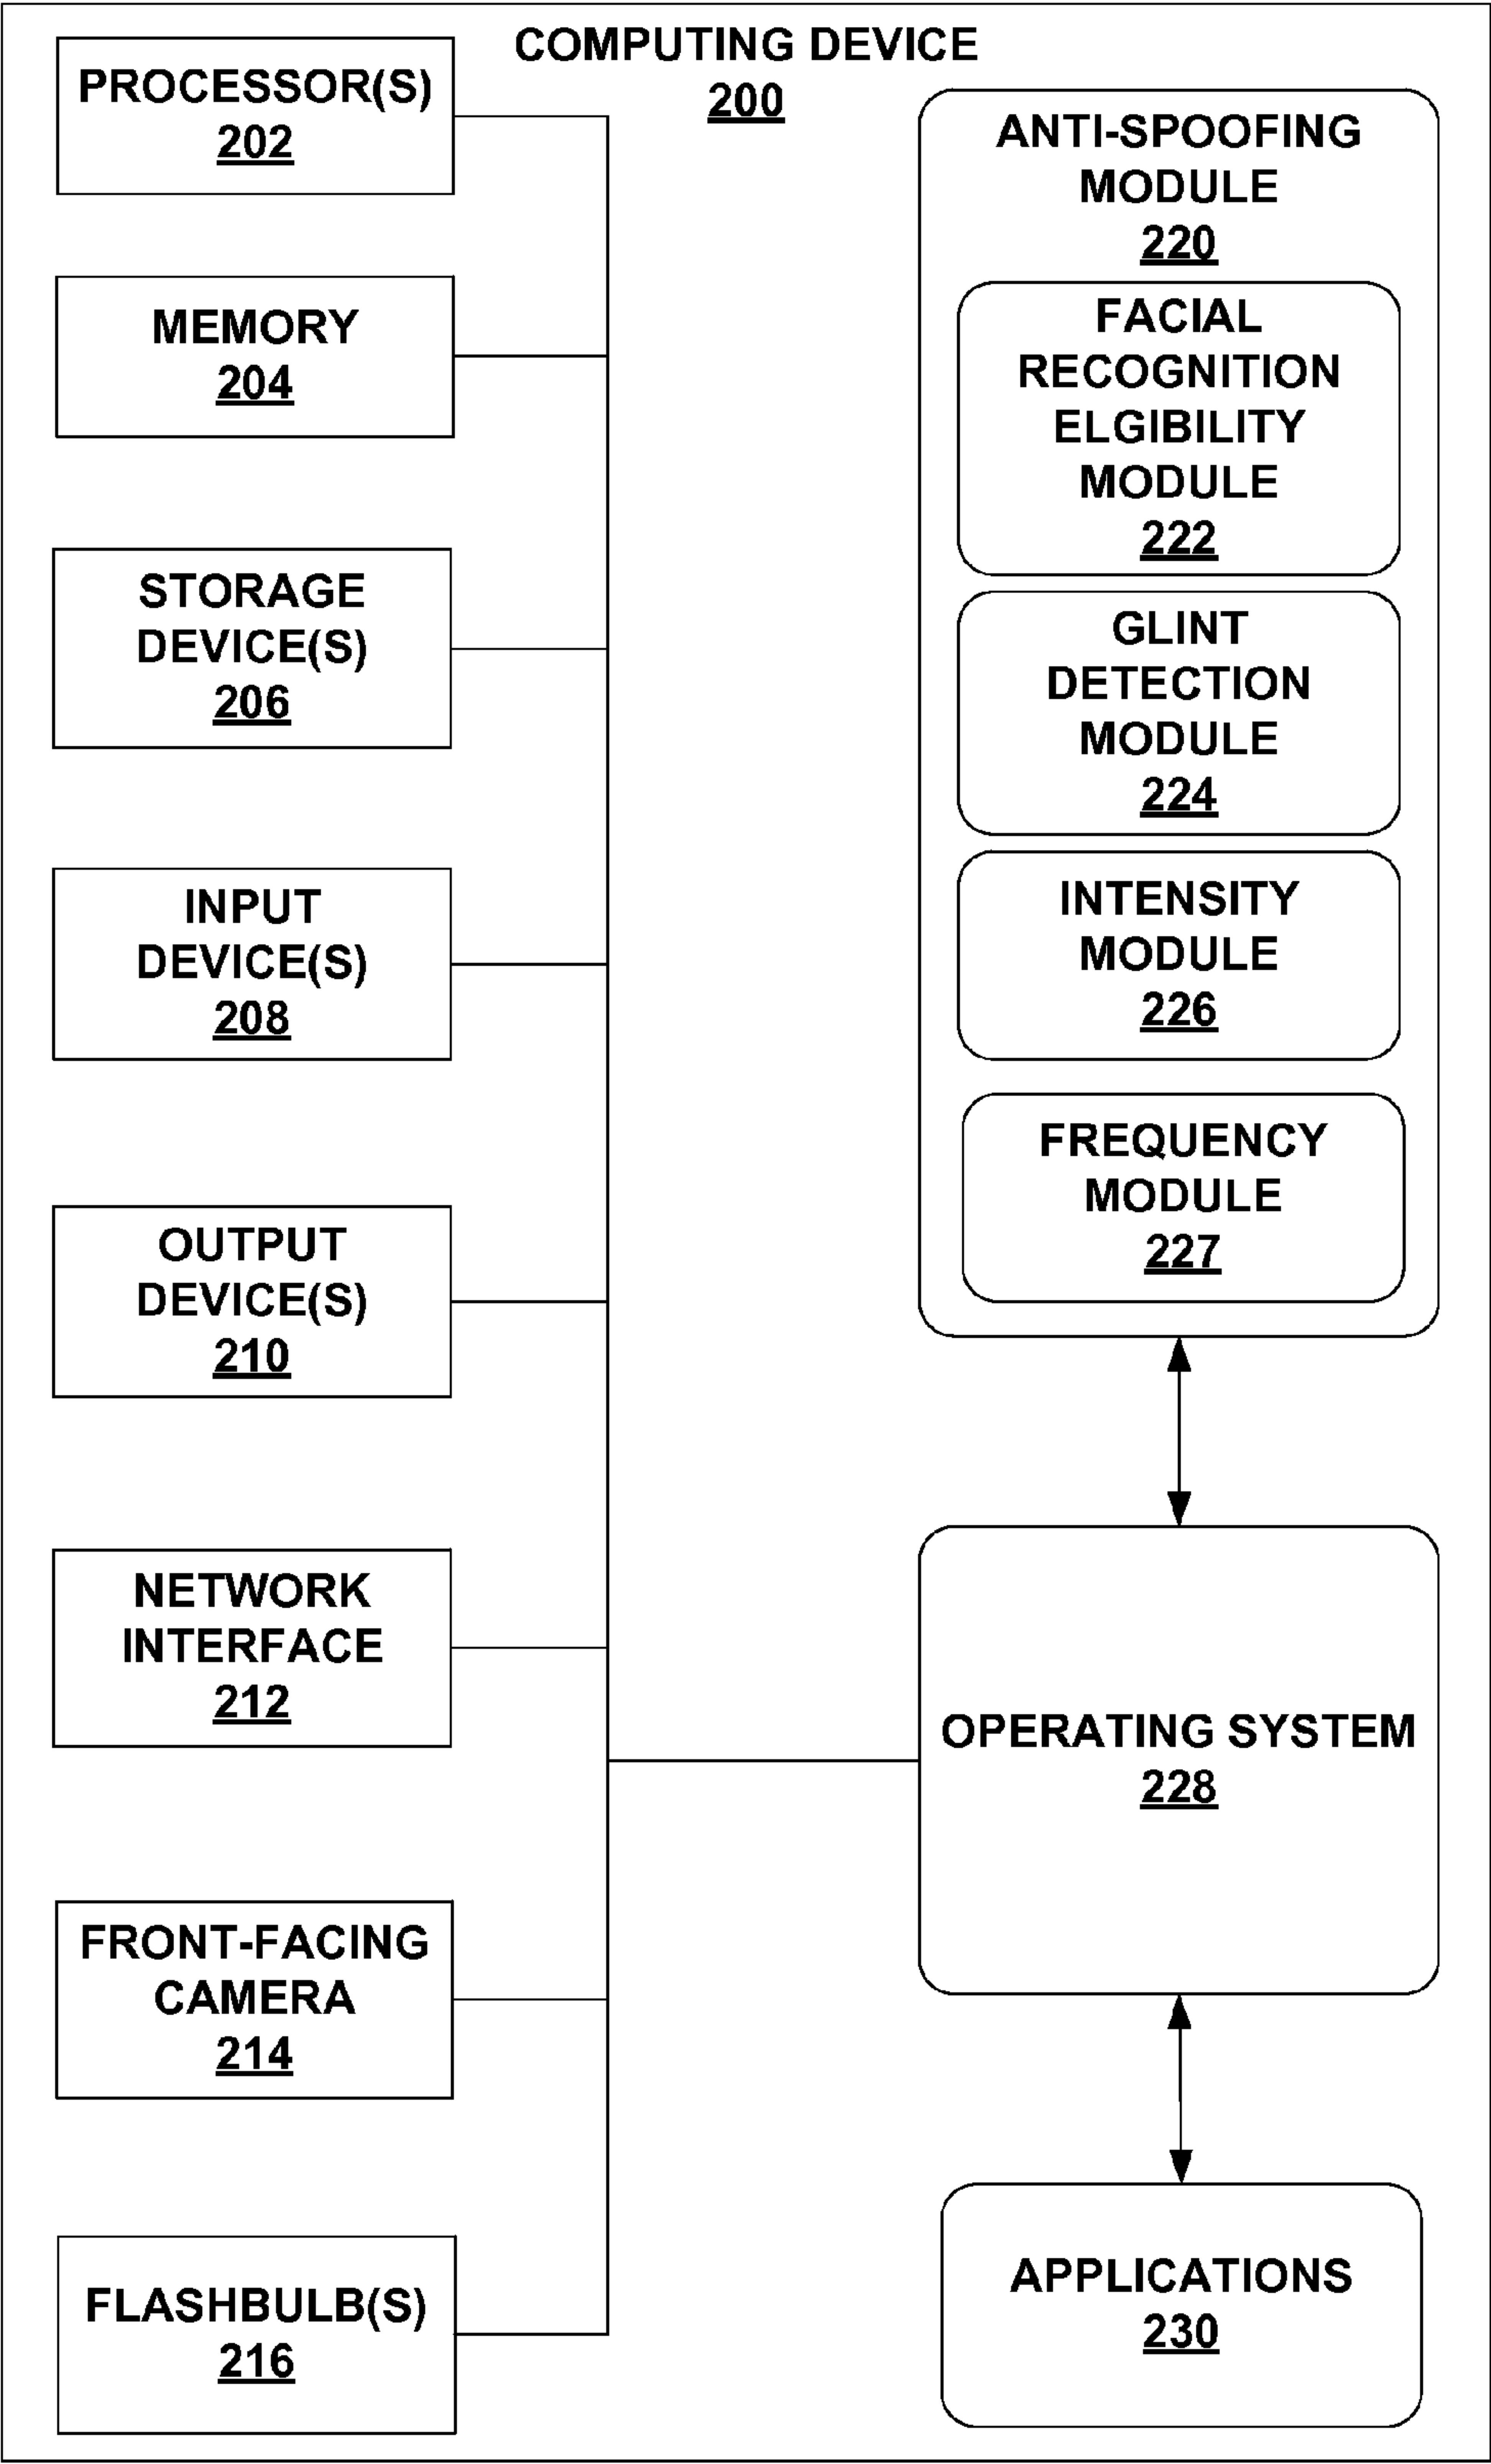 COMPUTING DEVICE
200
PROCESSOR(S)
202
MEMORY
204
STORAGE
DEVICE(S)
206
INPUT
DEVICE(S)
208
OUTPUT
DEVICE(S)
210
NETWORK
INTERFACE
212
FRONT-FACING
CAMERA
214
FLASHBULB(S)
216
ANTI-SPOOFING
MODULE
220
FACIAL
RECOGNITION
ELGIBILITY
MODULE
222
GLINT
DETECTION
MODULE
224
INTENSITY
MODULE
226
FREQUENCY
MODULE
227
OPERATING SYSTEM
228
APPLICATIONS
230